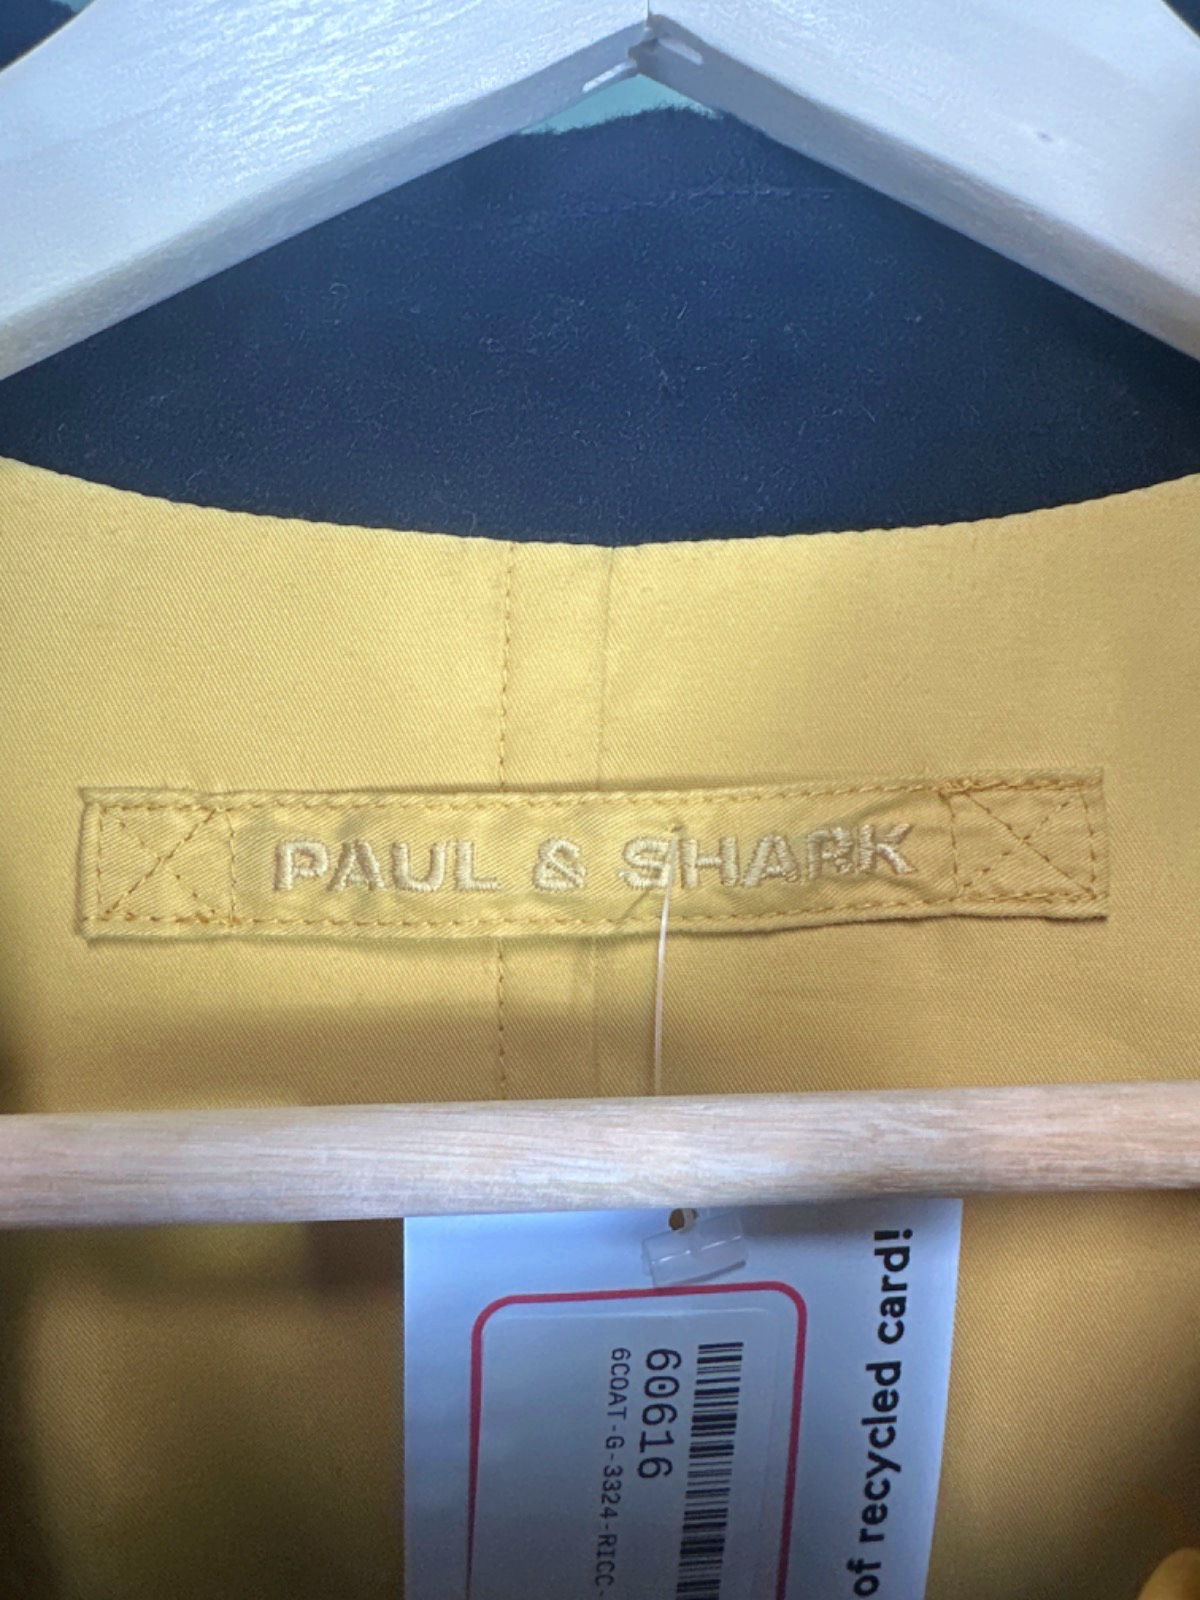 PAUL & SHARK
of recycled card!
60616
6COAT-G-3324-RICC-